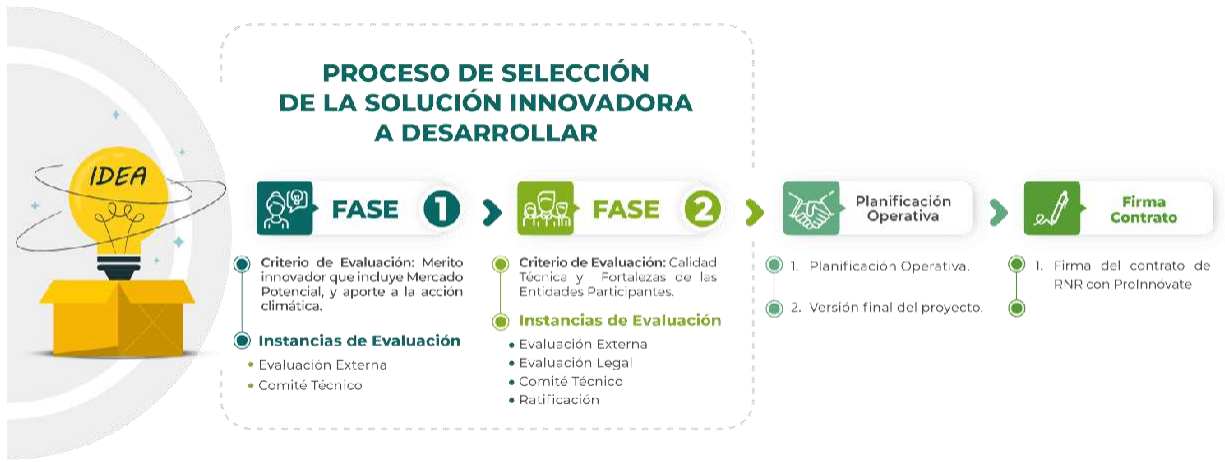 IDEA
PROCESO DE SELECCIÓN
DE LA SOLUCIÓN INNOVADORA
A DESARROLLAR
FASE 1
Criterio de Evaluación: Merito
innovador que incluye Mercado
Potencial, y aporte a la acción
climática.
Instancias de Evaluación
• Evaluación Externa
• Comité Técnico
FASE 2
Criterio de Evaluación: Calidad
Técnica y Fortalezas de las
Entidades Participantes.
Instancias de Evaluación
• Evaluación Externa
• Evaluación Legal
• Comité Técnico
• Ratificación
Planificación
Operativa
1. Planificación Operativa.
2. Versión final del proyecto.
Firma
Contrato
1. Firma del contrato de
RNR con ProInnóvate